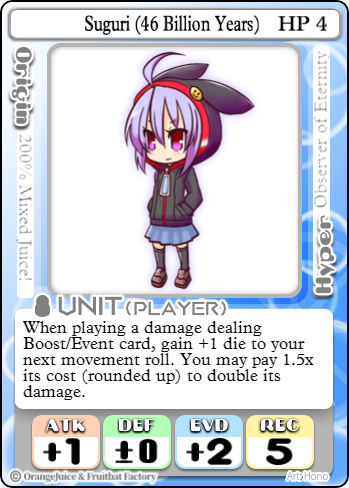 Suguri (46 Billion Years) HP 4
Origin 200% Mixed Juice!
Hyper Observer of Eternity
UNIT (PLAYER)
When playing a damage dealing
Boost/Event card, gain +1 die to your
next movement roll. You may pay 1.5x
its cost (rounded up) to double its
damage.
ATK DEF EVD REC
+1 ±0 +2 5
© OrangeJuice & Fruitbat Factory Art: Hono